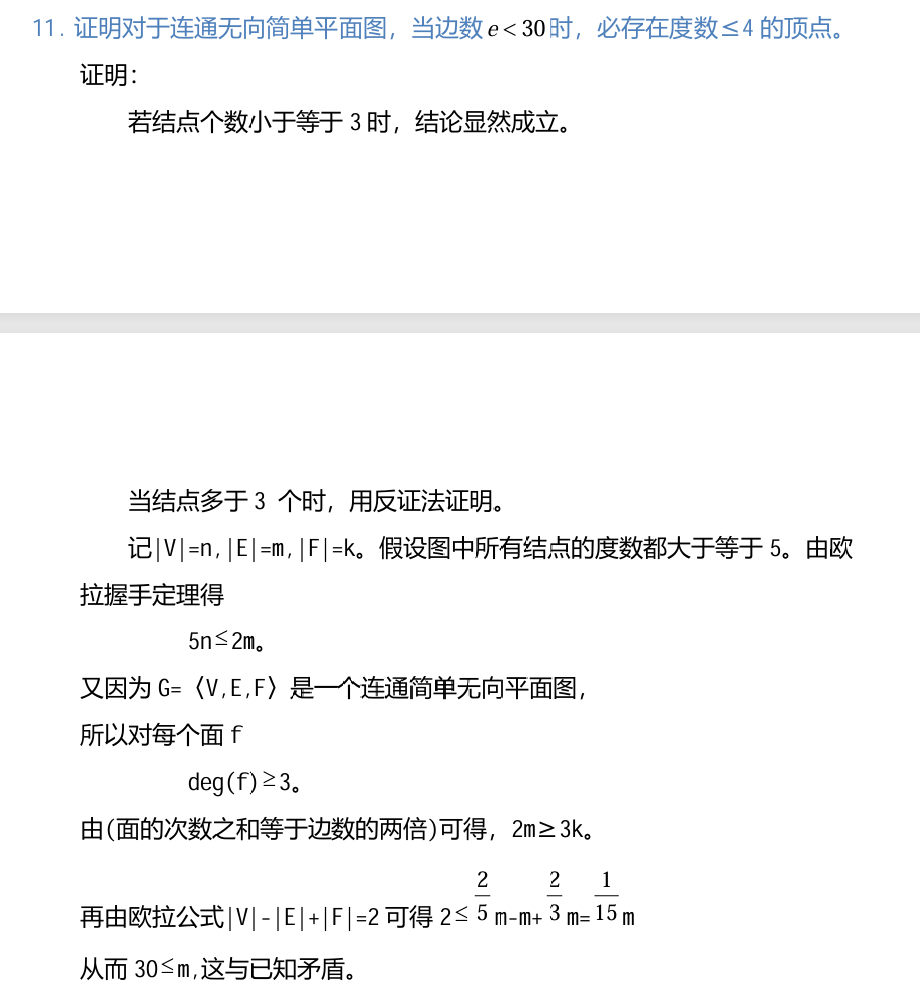 11. 证明对于连通无向简单平面图，当边数 e < 30 时，必存在度数≤4 的顶点。
证明：
若结点个数小于等于 3 时，结论显然成立。
当结点多于 3 个时，用反证法证明。
记|V|=n,|E|=m,|F|=k。假设图中所有结点的度数都大于等于 5。由欧
拉握手定理得
5n≤2m。
又因为 G=〈V,E,F〉是一个连通简单无向平面图，
所以对每个面 f
deg(f)≥3。
由(面的次数之和等于边数的两倍)可得，2m≥3k。
再由欧拉公式|V|-|E|+|F|=2 可得 2≤ 2/5 m-m+ 2/3 m= 1/15 m
从而 30≤m,这与已知矛盾。